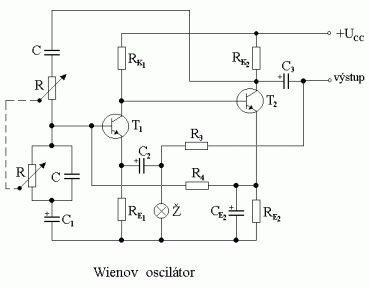 +U_CC
C
R_K1
R_K2
C_3
R
výstup
T_2
T_1
R_3
C_2
R
C
R_4
C_1
R_E1
Ž
C_E2
R_E2
Wienov oscilátor